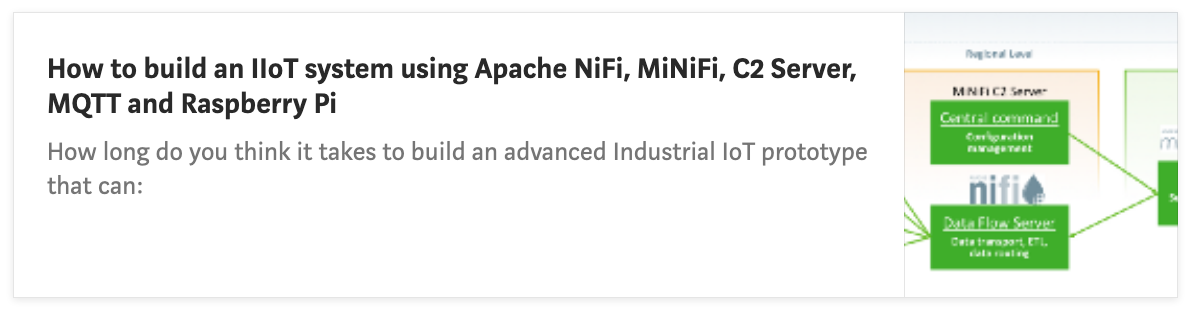 How to build an IIoT system using Apache NiFi, MiNiFi, C2 Server,
MQTT and Raspberry Pi
How long do you think it takes to build an advanced Industrial IoT prototype
that can:
Regional Level
MiNiFi C2 Server
Central command
Configuration
management
nifi
Data Flow Server
Data transport, ETL,
data routing